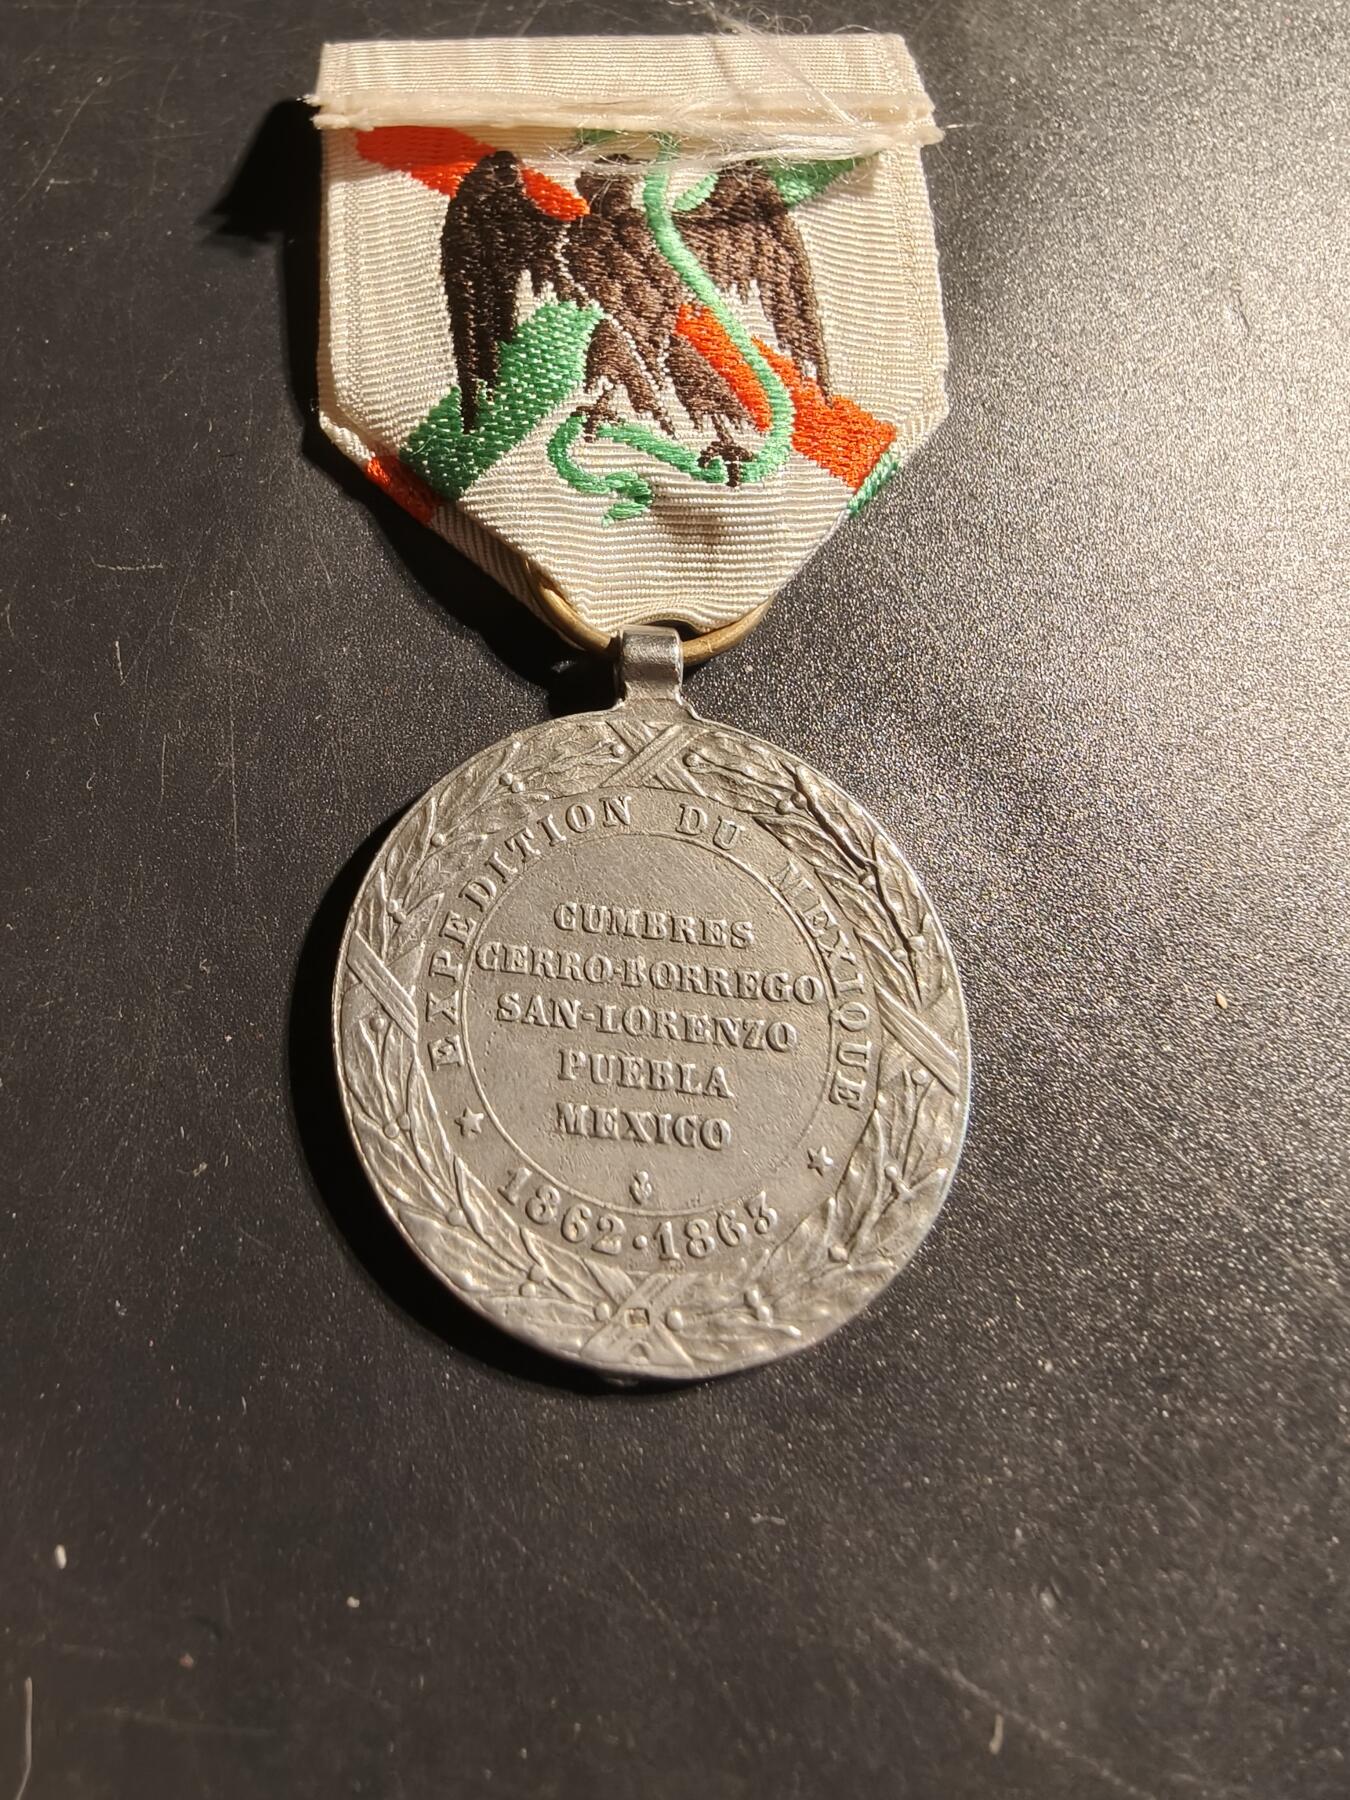 EXPEDITION DU MEXIQUE
CUMBRES
CERRO-BORREGO
SAN-LORENZO
PUEBLA
MEXICO
1862·1863